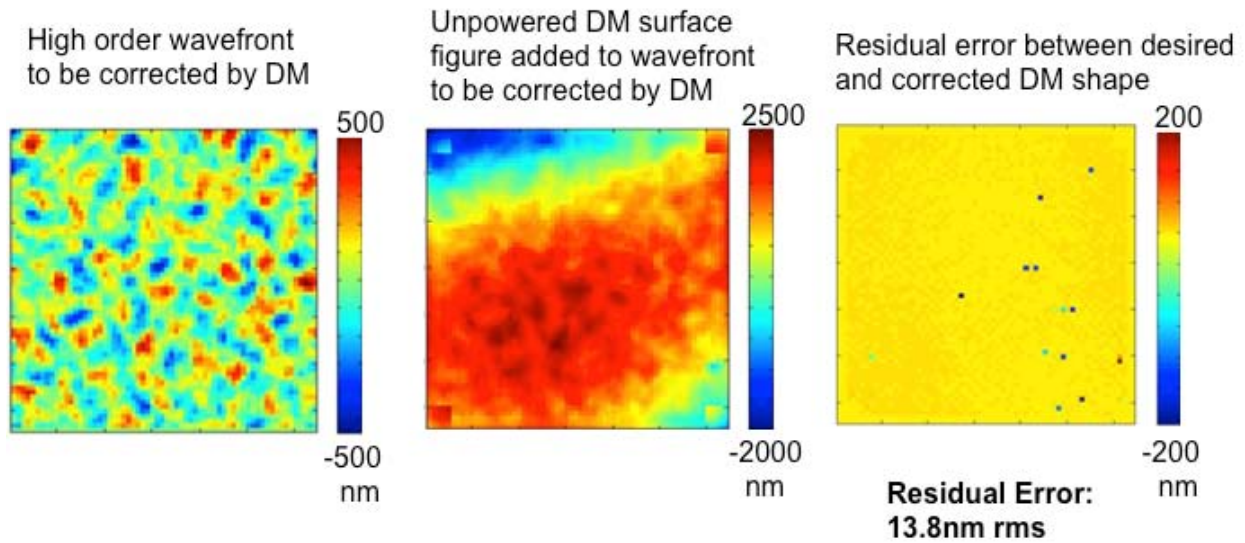 High order wavefront
to be corrected by DM
500
-500
nm
Unpowered DM surface
figure added to wavefront
to be corrected by DM
2500
-2000
nm
Residual error between desired
and corrected DM shape
200
-200
nm
Residual Error:
13.8nm rms